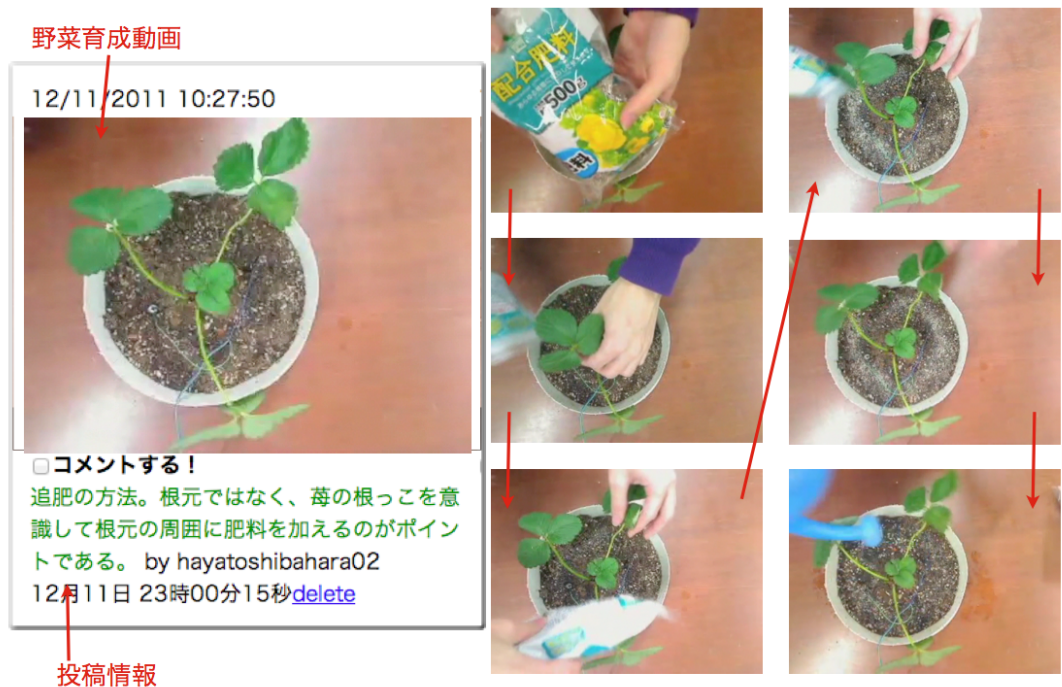 野菜育成動画
12/11/2011 10:27:50
コメントする！
追肥の方法。根元ではなく、苺の根っこを意
識して根元の周囲に肥料を加えるのがポイン
トである。 by hayatoshibahara02
12月11日 23時00分15秒delete
投稿情報
配合肥料
500g